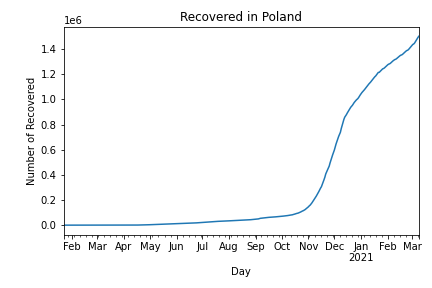 Recovered in Poland
1e6
1.4
1.2
1.0
0.8
0.6
0.4
0.2
0.0
Number of Recovered
Feb Mar Apr May Jun Jul Aug Sep Oct Nov Dec Jan Feb Mar
2021
Day